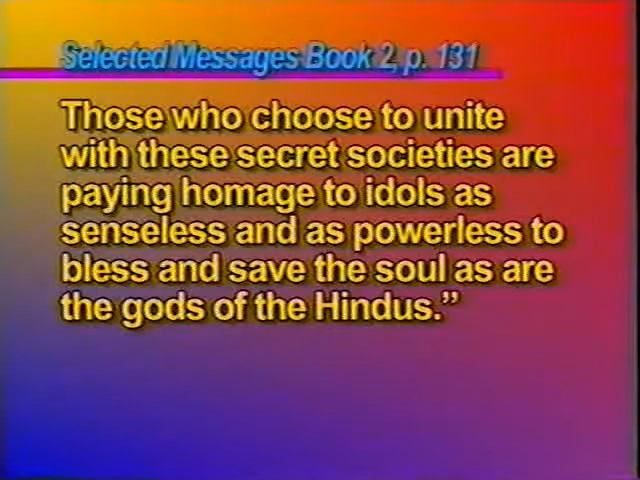 Selected Messages Book 2, p. 131
Those who choose to unite
with these secret societies are
paying homage to idols as
senseless and as powerless to
bless and save the soul as are
the gods of the Hindus.”